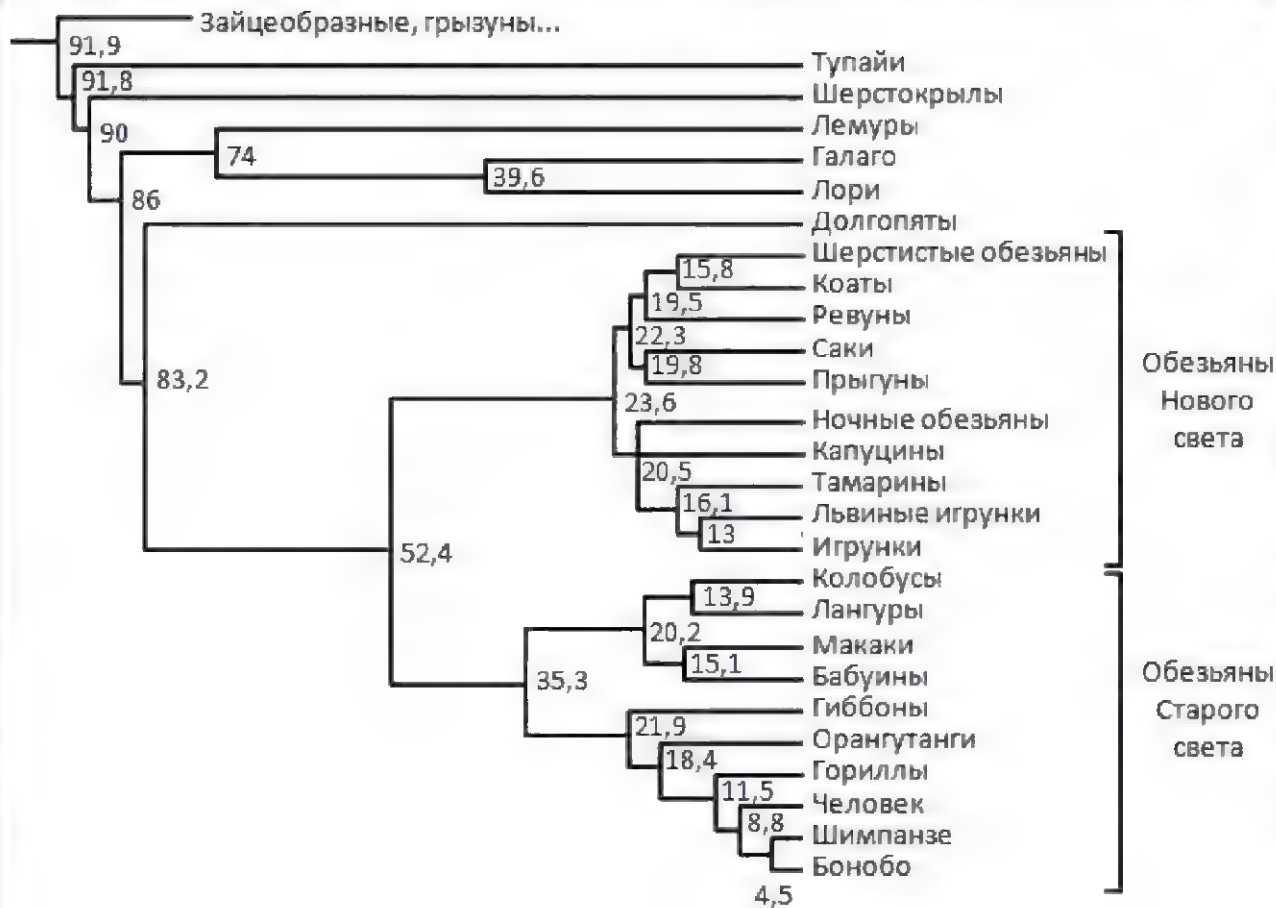 Зайцеобразные, грызуны...
91,9
Тупайи
91,8
Шерстокрылы
90
Лемуры
74
Галаго
39,6
Лори
86
Долгопяты
Шерстистые обезьяны
15,8
Коаты
19,5
Ревуны
22,3
Саки
19,8
Прыгуны
83,2
23,6
Ночные обезьяны
Капуцины
20,5
Тамарины
16,1
Львиные игрунки
13
Игрунки
52,4
Обезьяны
Нового
света
Колобусы
13,9
Лангуры
20,2
Макаки
15,1
Бабуины
35,3
Гиббоны
21,9
Орангутанги
18,4
Гориллы
11,5
Человек
8,8
Шимпанзе
Бонобо
4,5
Обезьяны
Старого
света